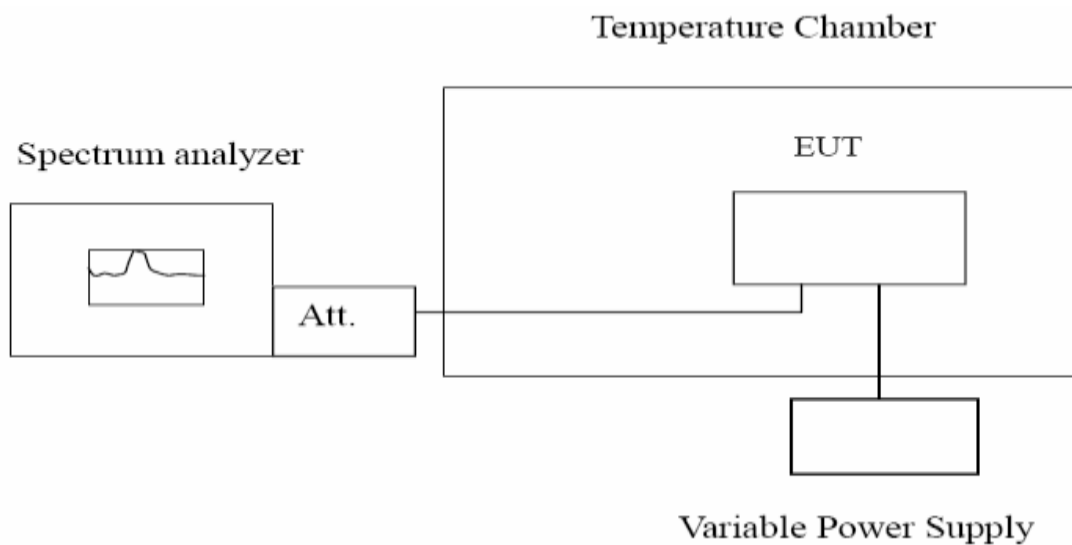 Temperature Chamber
Spectrum analyzer
EUT
Att.
Variable Power Supply